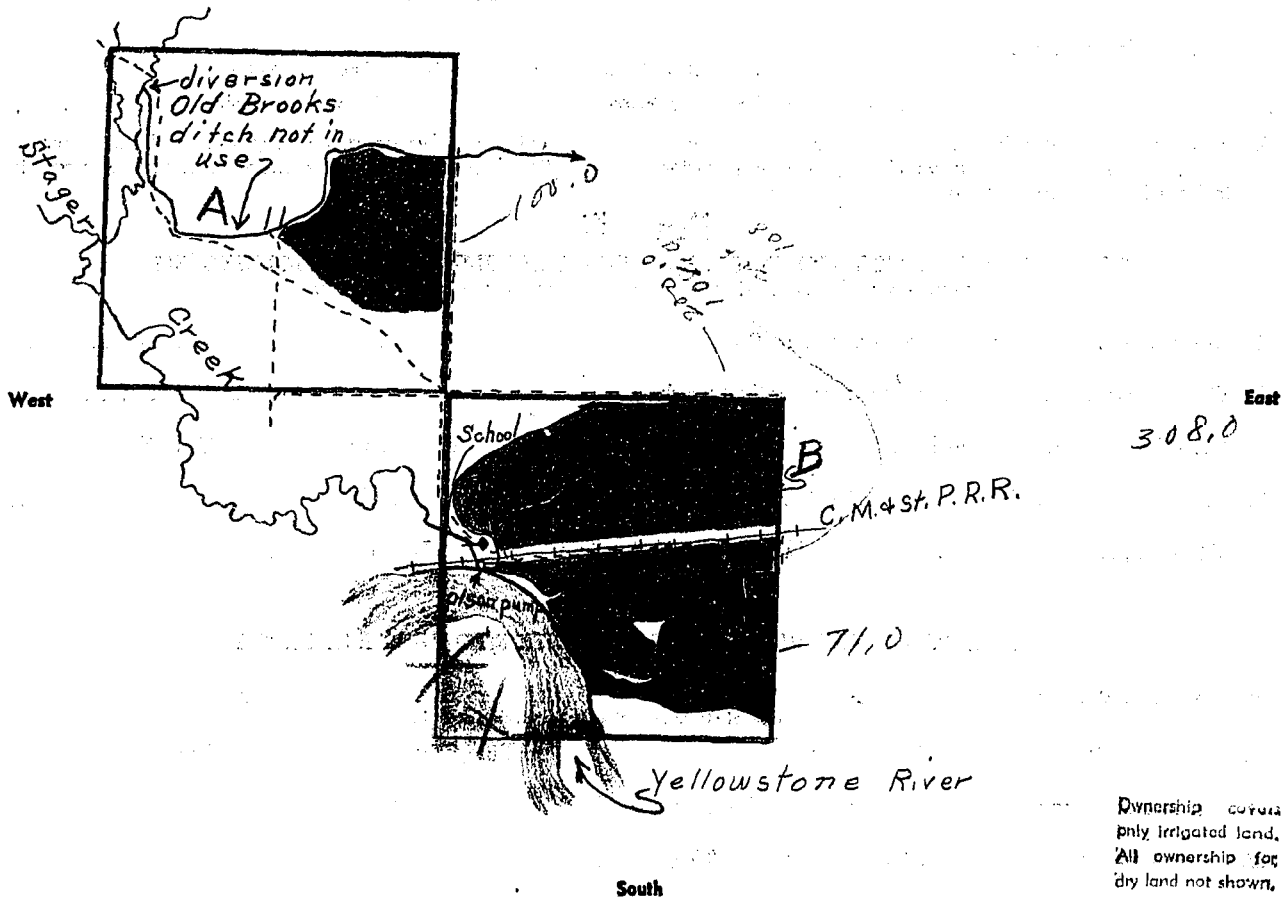 diversion
Old Brooks
ditch not in
use
Stager
A
100.0
Creek
West
East
308.0
School
B
C. M. & St. P. R. R.
Olson pump
71.0
Yellowstone River
Ownership covers
only irrigated land.
All ownership for
dry land not shown.
South